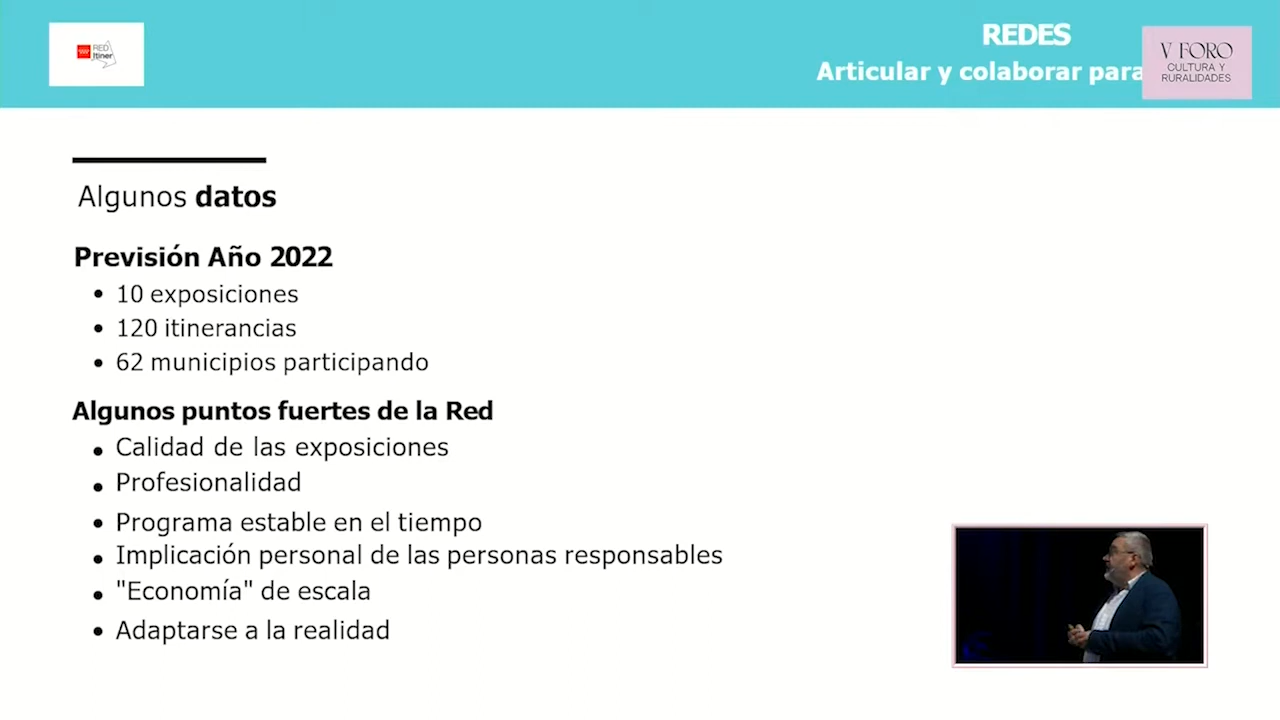 RED
Itiner
REDES
Articular y colaborar para
V FORO
CULTURA Y
RURALIDADES
Algunos datos
Previsión Año 2022
• 10 exposiciones
• 120 itinerancias
• 62 municipios participando
Algunos puntos fuertes de la Red
• Calidad de las exposiciones
• Profesionalidad
• Programa estable en el tiempo
• Implicación personal de las personas responsables
• "Economía" de escala
• Adaptarse a la realidad